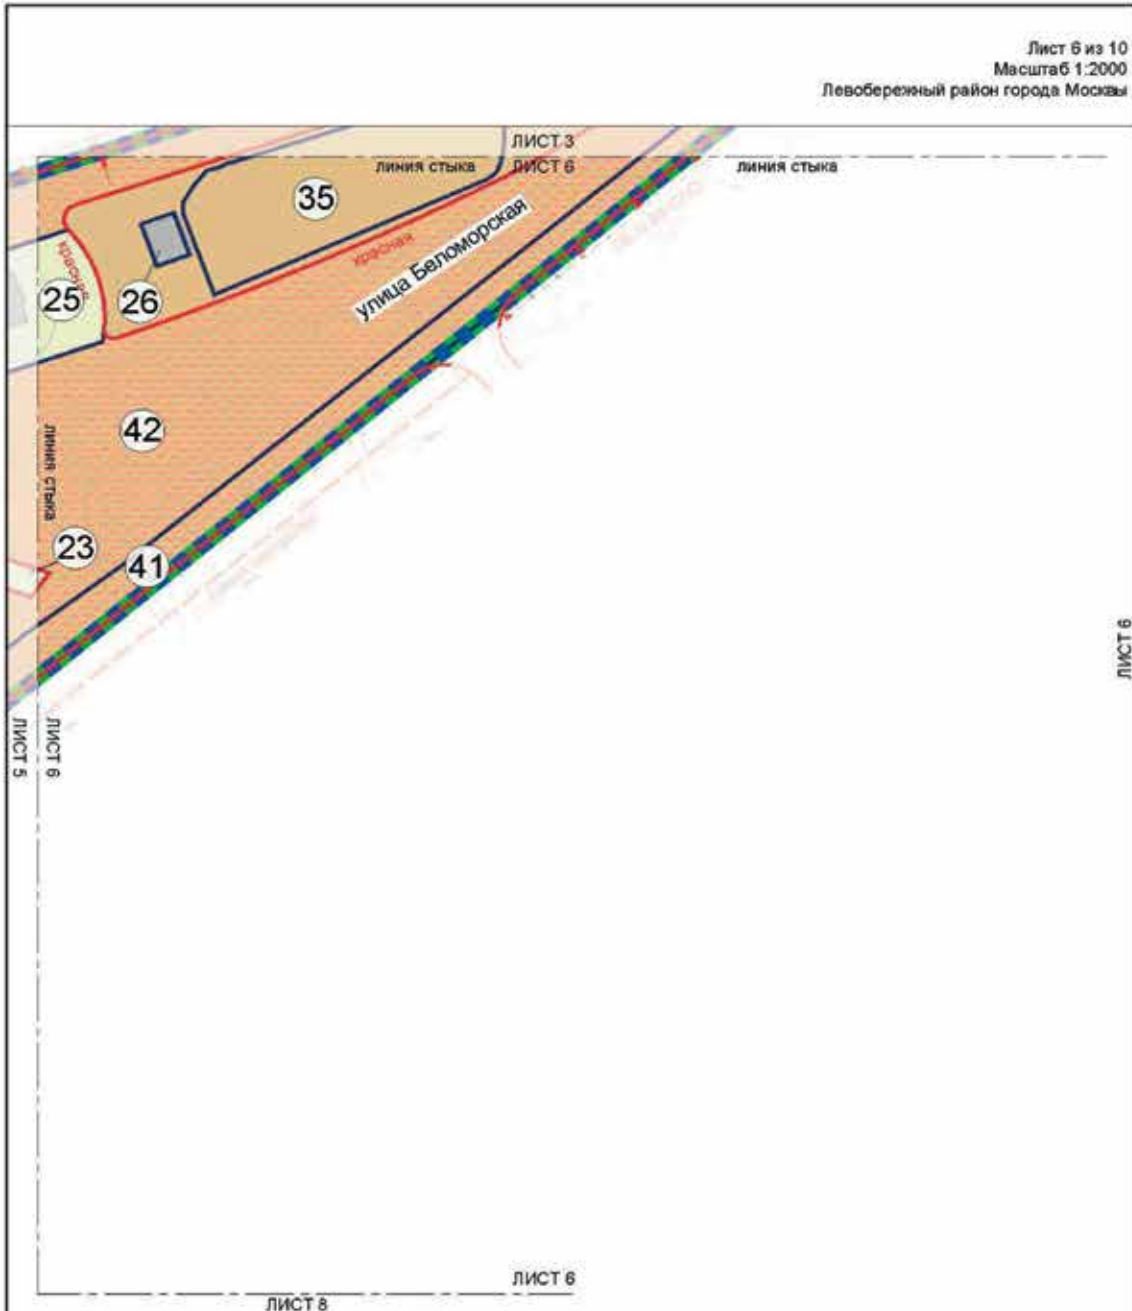 Лист 6 из 10
Масштаб 1:2000
Левобережный район города Москвы
ЛИСТ 3
линия стыка
ЛИСТ 6
линия стыка
35
красная
улица Беломорская
красная
25
26
42
линия стыка
23
41
ЛИСТ 6
ЛИСТ 5
ЛИСТ 6
ЛИСТ 6
ЛИСТ 8